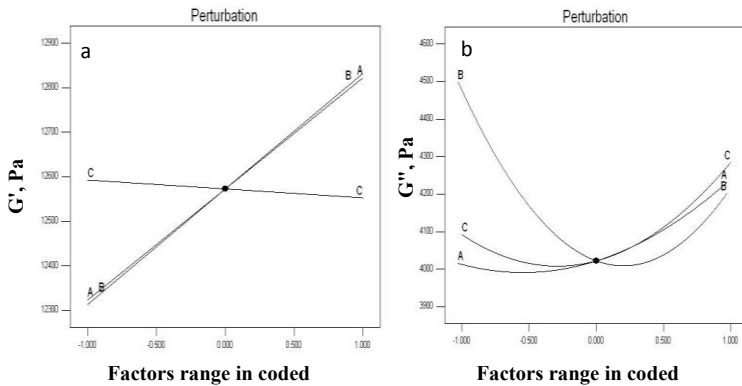 Perturbation
a
12900
12800
12700
12600
12500
12400
12300
G', Pa
A
B
C
C
A
B
-1.000
-0.500
0.000
0.500
1.000
Factors range in coded
Perturbation
b
4600
4500
4400
4300
4200
4100
4000
3900
G", Pa
B
C
A
C
A
B
-1.000
-0.500
0.000
0.500
1.000
Factors range in coded